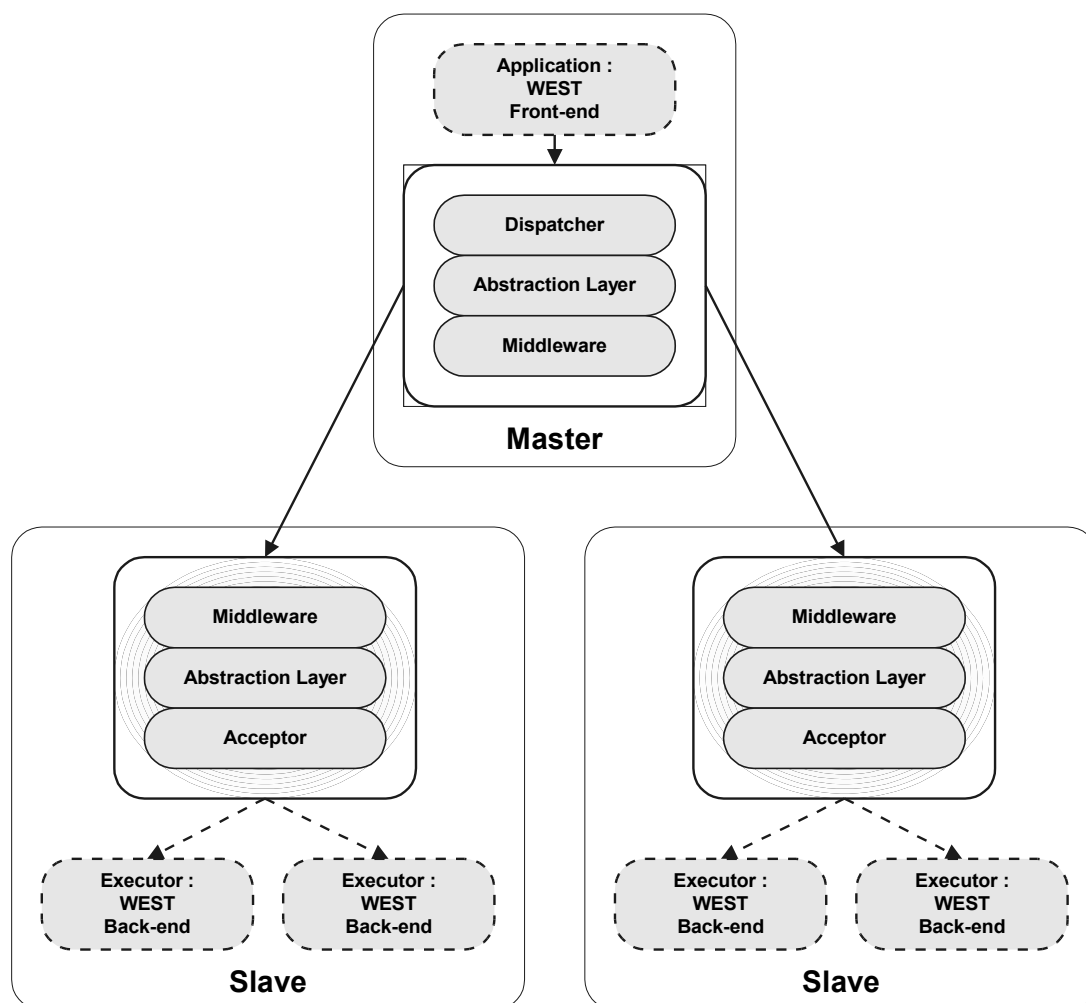 Application :
WEST
Front-end
Dispatcher
Abstraction Layer
Middleware
Master
Middleware
Abstraction Layer
Acceptor
Executor :
WEST
Back-end
Executor :
WEST
Back-end
Slave
Middleware
Abstraction Layer
Acceptor
Executor :
WEST
Back-end
Executor :
WEST
Back-end
Slave